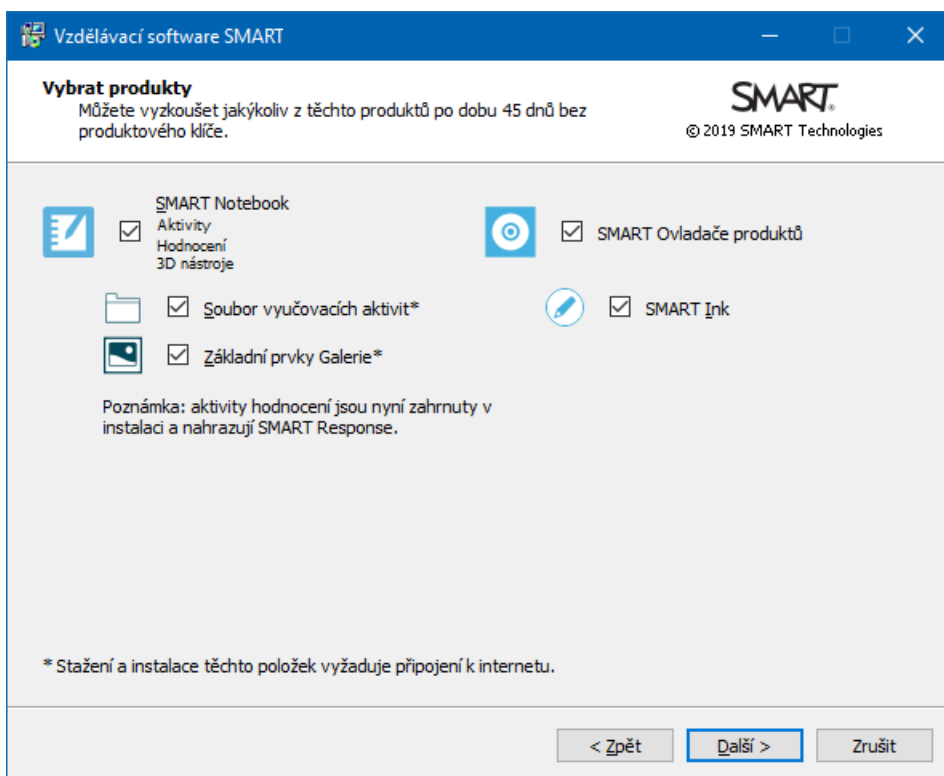 Vzdělávací software SMART
Vybrat produkty
Můžete vyzkoušet jakýkoliv z těchto produktů po dobu 45 dnů bez
produktového klíče.
SMART®
© 2019 SMART Technologies
SMART Notebook
Aktivity
Hodnocení
3D nástroje
SMART Ovladače produktů
Soubor vyučovacích aktivit*
SMART Ink
Základní prvky Galerie*
Poznámka: aktivity hodnocení jsou nyní zahrnuty v
instalaci a nahrazují SMART Response.
* Stažení a instalace těchto položek vyžaduje připojení k internetu.
< Zpět
Další >
Zrušit